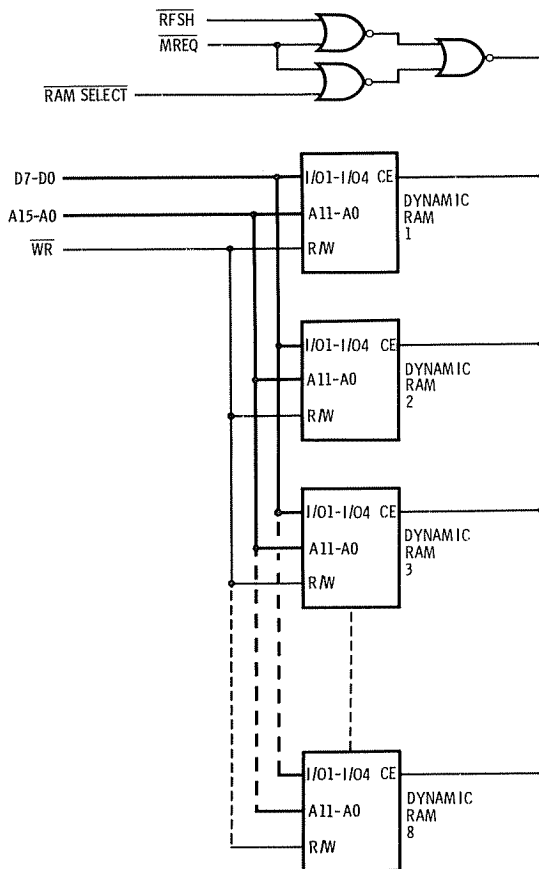 RFSH
MREQ
RAM SELECT
D7-D0
A15-A0
WR
I/O1-I/O4 CE
A11-A0
R/W
DYNAMIC
RAM
1
I/O1-I/O4 CE
A11-A0
R/W
DYNAMIC
RAM
2
I/O1-I/O4 CE
A11-A0
R/W
DYNAMIC
RAM
3
I/O1-I/O4 CE
A11-A0
R/W
DYNAMIC
RAM
8